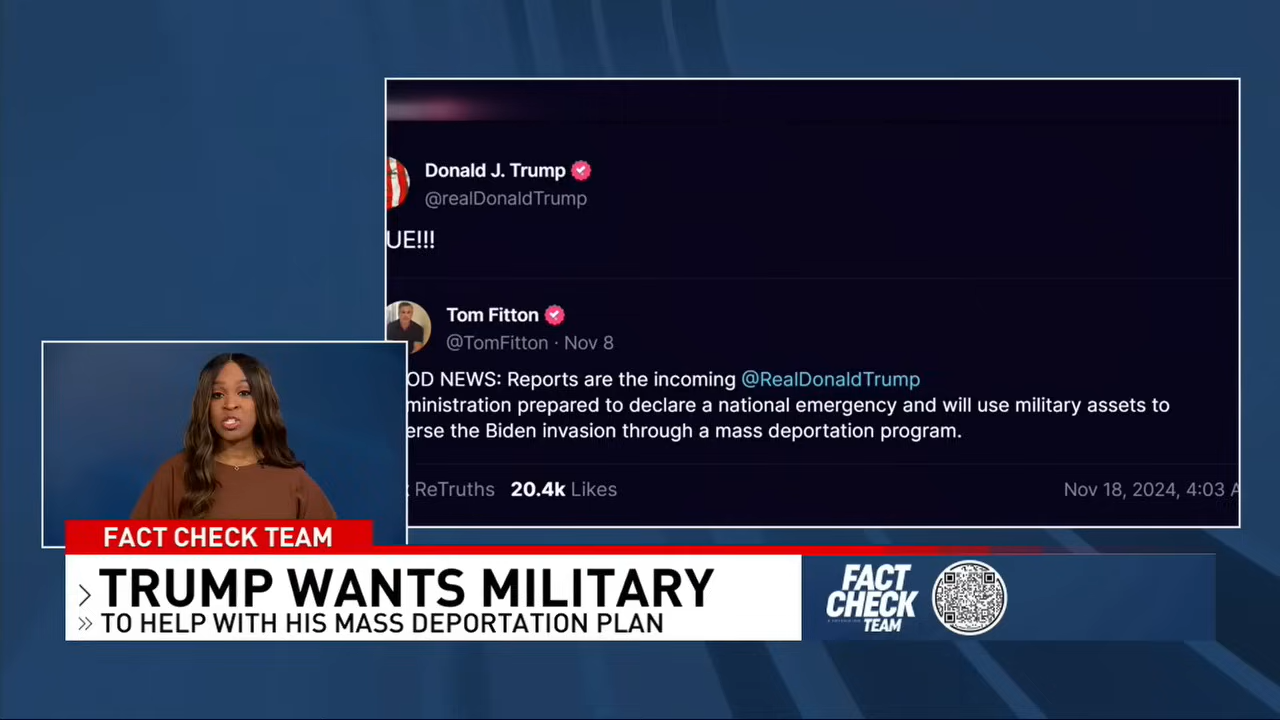 Donald J. Trump
@realDonaldTrump
UE!!!
Tom Fitton
@TomFitton · Nov 8
OD NEWS: Reports are the incoming @RealDonaldTrump
ministration prepared to declare a national emergency and will use military assets to
erse the Biden invasion through a mass deportation program.
ReTruths 20.4k Likes
Nov 18, 2024, 4:03 A
FACT CHECK TEAM
TRUMP WANTS MILITARY
TO HELP WITH HIS MASS DEPORTATION PLAN
FACT
CHECK
TEAM